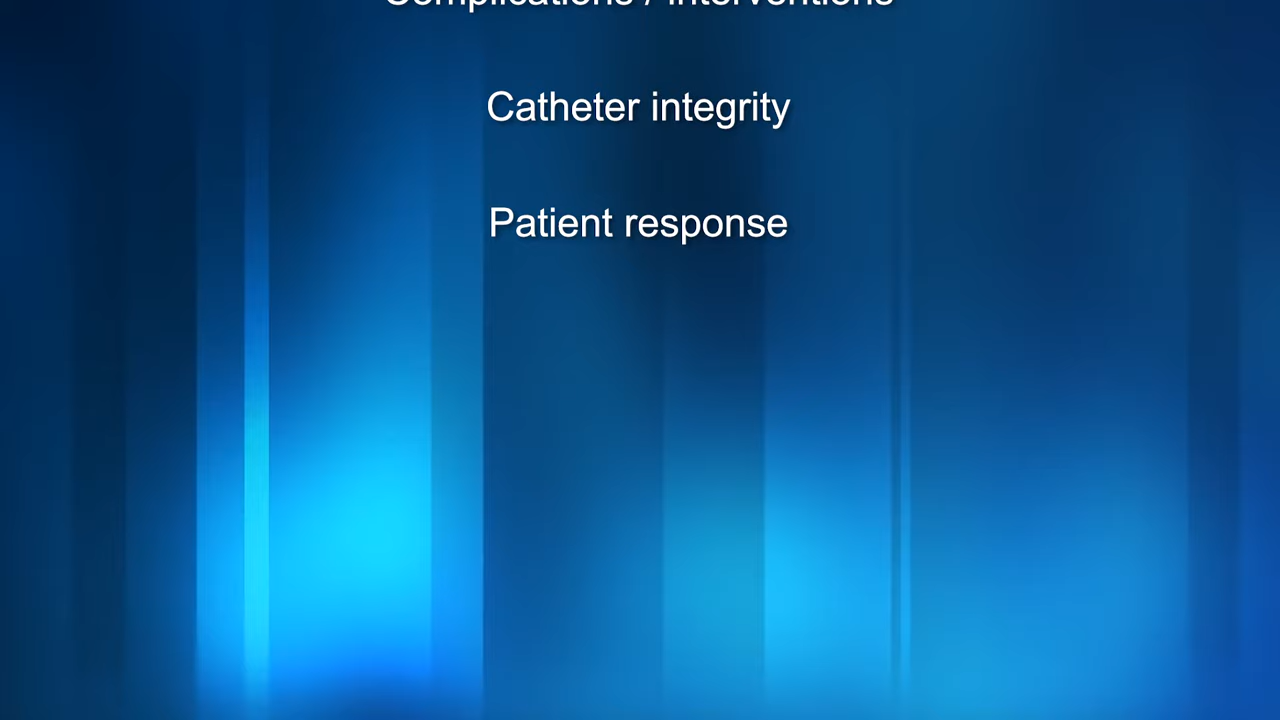 Complications / Interventions
Catheter integrity
Patient response